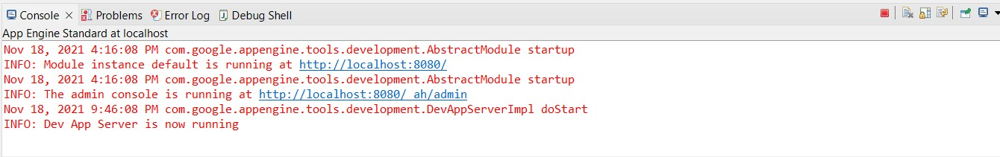 Console Problems Error Log Debug Shell
App Engine Standard at localhost
Nov 18, 2021 4:16:08 PM com.google.appengine.tools.development.AbstractModule startup
INFO: Module instance default is running at http://localhost:8080/
Nov 18, 2021 4:16:08 PM com.google.appengine.tools.development.AbstractModule startup
INFO: The admin console is running at http://localhost:8080/_ah/admin
Nov 18, 2021 9:46:08 PM com.google.appengine.tools.development.DevAppServerImpl doStart
INFO: Dev App Server is now running